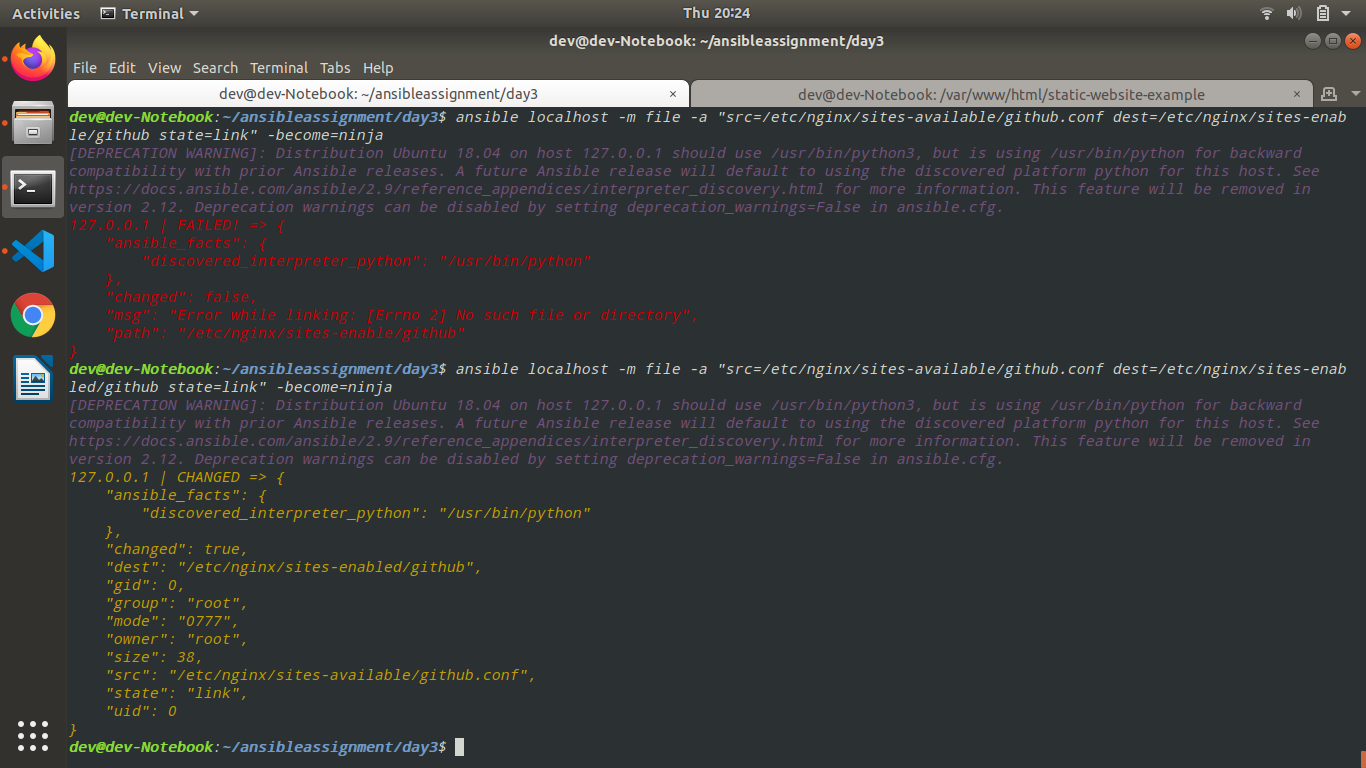 Activities Terminal Thu 20:24
dev@dev-Notebook: ~/ansibleassignment/day3
File Edit View Search Terminal Tabs Help
dev@dev-Notebook: ~/ansibleassignment/day3 × dev@dev-Notebook: /var/www/html/static-website-example ×
dev@dev-Notebook:~/ansibleassignment/day3$ ansible localhost -m file -a "src=/etc/nginx/sites-available/github.conf dest=/etc/nginx/sites-enab
le/github state=link" -become=ninja
[DEPRECATION WARNING]: Distribution Ubuntu 18.04 on host 127.0.0.1 should use /usr/bin/python3, but is using /usr/bin/python for backward
compatibility with prior Ansible releases. A future Ansible release will default to using the discovered platform python for this host. See
https://docs.ansible.com/ansible/2.9/reference_appendices/interpreter_discovery.html for more information. This feature will be removed in
version 2.12. Deprecation warnings can be disabled by setting deprecation_warnings=False in ansible.cfg.
127.0.0.1 | FAILED! => {
    "ansible_facts": {
        "discovered_interpreter_python": "/usr/bin/python"
    },
    "changed": false,
    "msg": "Error while linking: [Errno 2] No such file or directory",
    "path": "/etc/nginx/sites-enable/github"
}
dev@dev-Notebook:~/ansibleassignment/day3$ ansible localhost -m file -a "src=/etc/nginx/sites-available/github.conf dest=/etc/nginx/sites-enab
led/github state=link" -become=ninja
[DEPRECATION WARNING]: Distribution Ubuntu 18.04 on host 127.0.0.1 should use /usr/bin/python3, but is using /usr/bin/python for backward
compatibility with prior Ansible releases. A future Ansible release will default to using the discovered platform python for this host. See
https://docs.ansible.com/ansible/2.9/reference_appendices/interpreter_discovery.html for more information. This feature will be removed in
version 2.12. Deprecation warnings can be disabled by setting deprecation_warnings=False in ansible.cfg.
127.0.0.1 | CHANGED => {
    "ansible_facts": {
        "discovered_interpreter_python": "/usr/bin/python"
    },
    "changed": true,
    "dest": "/etc/nginx/sites-enabled/github",
    "gid": 0,
    "group": "root",
    "mode": "0777",
    "owner": "root",
    "size": 38,
    "src": "/etc/nginx/sites-available/github.conf",
    "state": "link",
    "uid": 0
}
dev@dev-Notebook:~/ansibleassignment/day3$